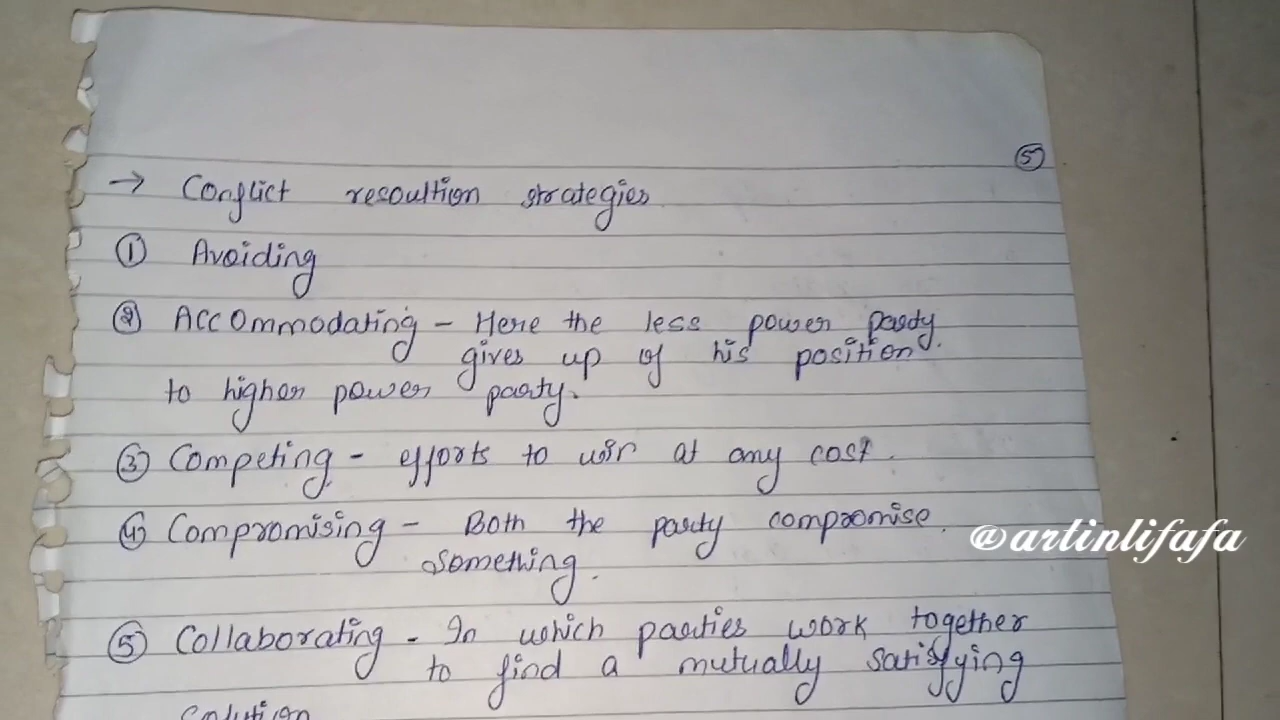 ⑤
→ Conflict resoultion strategies
① Avoiding
② Accommodating - Here the less power party
gives up of his position.
to higher power party.
③ Competing - efforts to win at any cost.
④ Compromising - Both the party compromise
something.
@artinlifafa
⑤ Collaborating - In which parties work together
to find a mutually satisfying
solution